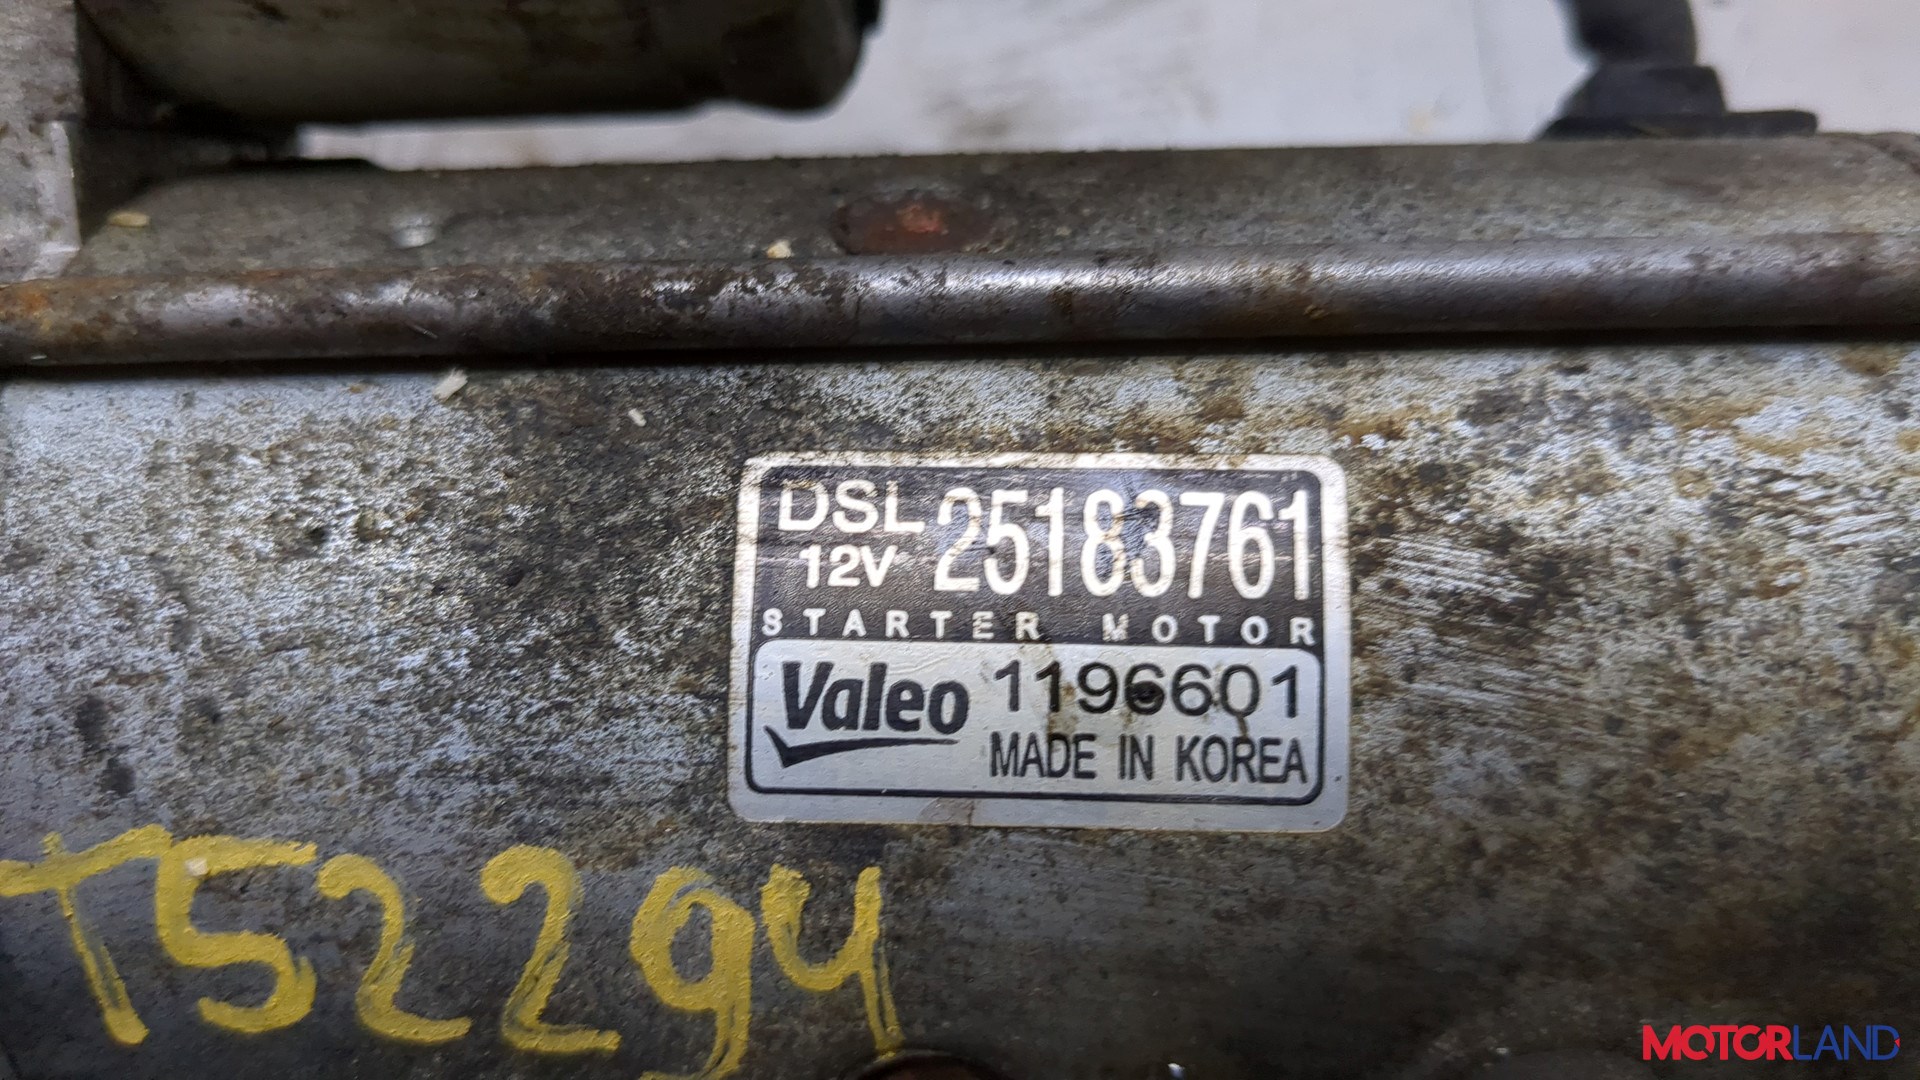 DSL 25183761
12V
STARTER MOTOR
Valeo 1196601
MADE IN KOREA
T52294
MOTORLAND